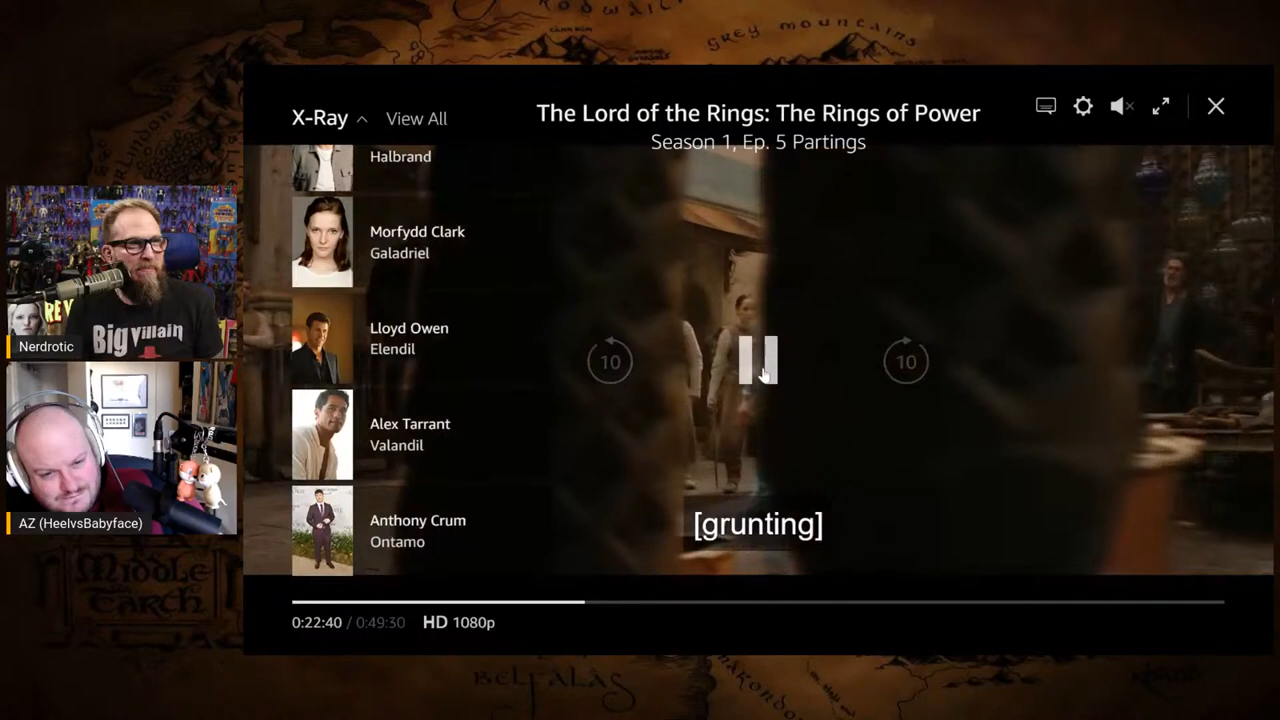 GREY MOUNTAINS
X-Ray View All
The Lord of the Rings: The Rings of Power
Season 1, Ep. 5 Partings
Halbrand
Morfydd Clark
Galadriel
Lloyd Owen
Elendil
Alex Tarrant
Valandil
Anthony Crum
Ontamo
10
10
[grunting]
0:22:40 / 0:49:30 HD 1080p
Big Villain
Nerdrotic
AZ (HeelvsBabyface)
MIDDLE
EARTH
BELFALAS